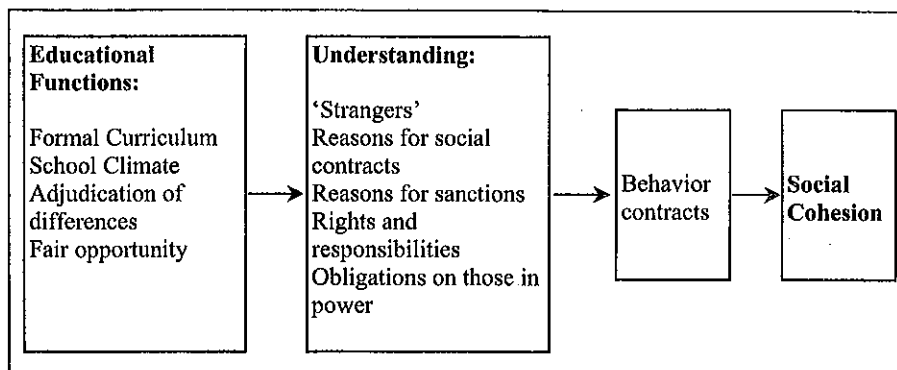 Educational
Functions:
Formal Curriculum
School Climate
Adjudication of
differences
Fair opportunity
Understanding:
‘Strangers’
Reasons for social
contracts
Reasons for sanctions
Rights and
responsibilities
Obligations on those in
power
Behavior
contracts
Social
Cohesion